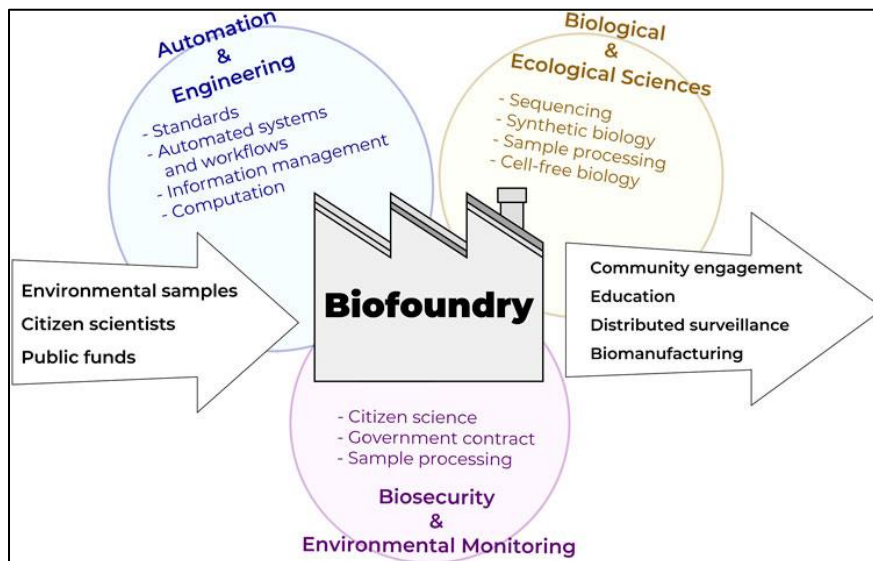 Automation
&
Engineering
- Standards
- Automated systems
and workflows
- Information management
- Computation
Biological
&
Ecological Sciences
- Sequencing
- Synthetic biology
- Sample processing
- Cell-free biology
Environmental samples
Citizen scientists
Public funds
Biofoundry
Community engagement
Education
Distributed surveillance
Biomanufacturing
- Citizen science
- Government contract
- Sample processing
Biosecurity
&
Environmental Monitoring